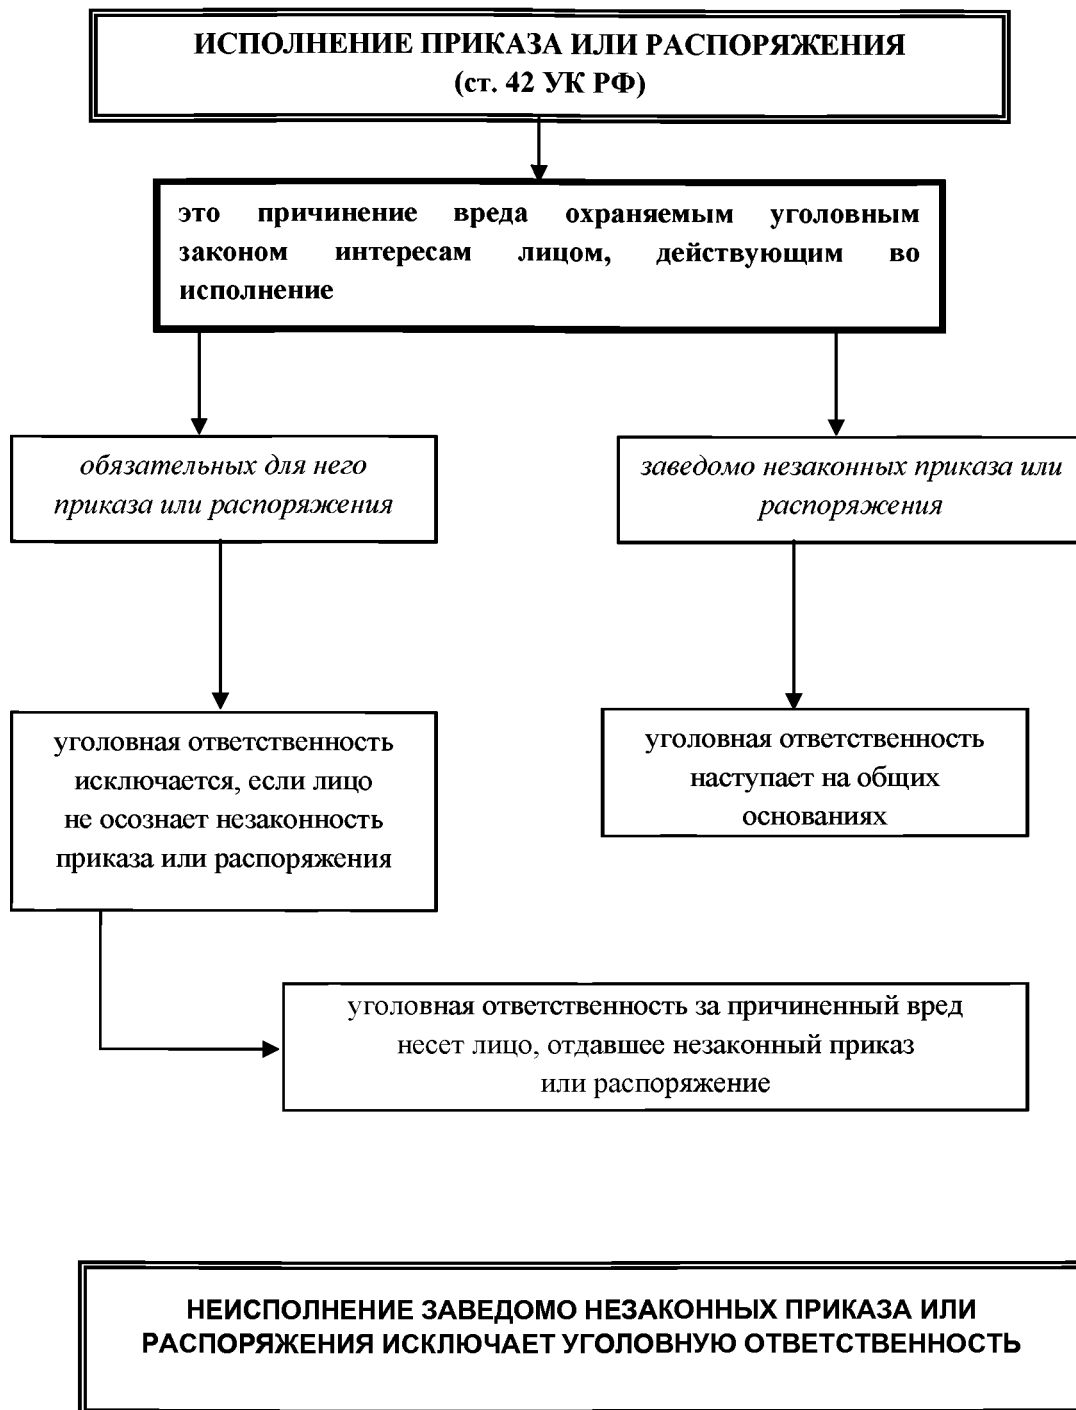 ИСПОЛНЕНИЕ ПРИКАЗА ИЛИ РАСПОРЯЖЕНИЯ
(ст. 42 УК РФ)
это причинение вреда охраняемым уголовным
законом интересам лицом, действующим во
исполнение
обязательных для него
приказа или распоряжения
заведомо незаконных приказа или
распоряжения
уголовная ответственность
исключается, если лицо
не осознает незаконность
приказа или распоряжения
уголовная ответственность
наступает на общих
основаниях
уголовная ответственность за причиненный вред
несет лицо, отдавшее незаконный приказ
или распоряжение
НЕИСПОЛНЕНИЕ ЗАВЕДОМО НЕЗАКОННЫХ ПРИКАЗА ИЛИ
РАСПОРЯЖЕНИЯ ИСКЛЮЧАЕТ УГОЛОВНУЮ ОТВЕТСТВЕННОСТЬ